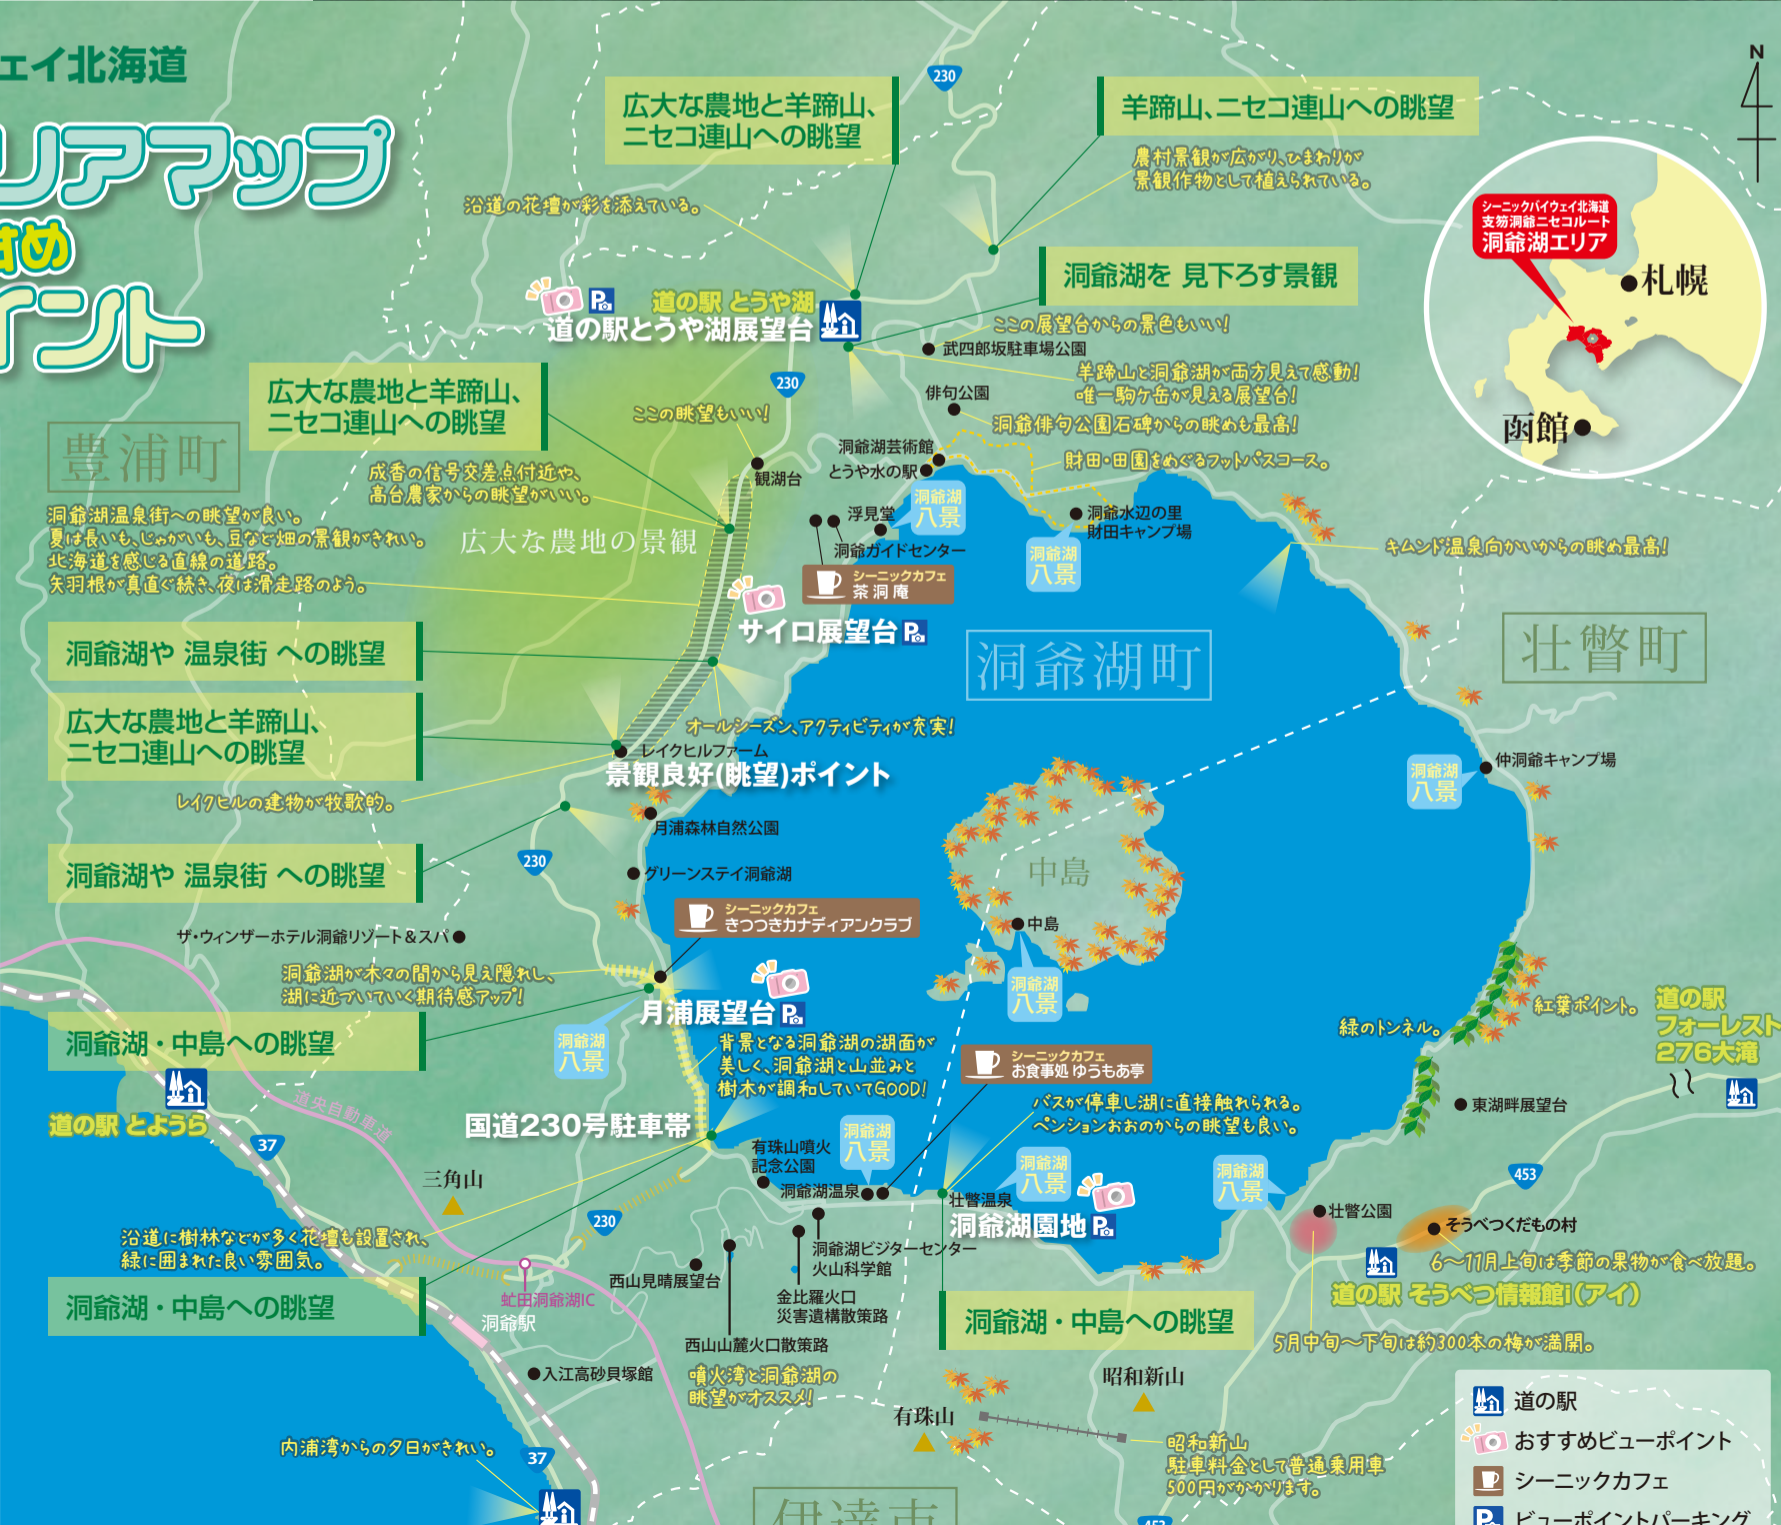 ェイ北海道
リアマップ
すめ
イント
広大な農地と羊蹄山、
ニセコ連山への眺望
230
羊蹄山、ニセコ連山への眺望
農村景観が広がり、ひまわりが
景観作物として植えられている。
沿道の花壇が彩を添えている。
洞爺湖を 見下ろす景観
道の駅 とうや湖
道の駅とうや湖展望台
P
ここの展望台からの景色もいい!
武四郎坂駐車場公園
羊蹄山と洞爺湖が両方見えて感動!
唯一駒ケ岳が見える展望台!
N
シーニックバイウェイ北海道
支笏洞爺ニセコルート
洞爺湖エリア
札幌
函館
広大な農地と羊蹄山、
ニセコ連山への眺望
230
ここの眺望もいい!
俳句公園
洞爺俳句公園石碑からの眺めも最高!
豊浦町
成香の信号交差点付近や、
高台農家からの眺望がいい。
観湖台
洞爺湖芸術館
とうや水の駅
財田・田園をめぐるフットパスコース。
洞爺湖
八景
洞爺湖温泉街への眺望が良い。
夏は長いも、じゃがいも、豆など畑の景観がきれい。
北海道を感じる直線の道路。
矢羽根が真直ぐ続き、夜は滑走路のよう。
広大な農地の景観
浮見堂
洞爺ガイドセンター
洞爺水辺の里
財田キャンプ場
洞爺湖
八景
キムンド温泉向かいからの眺め最高!
シーニックカフェ
茶洞庵
サイロ展望台 P
洞爺湖町
壮瞥町
洞爺湖や 温泉街 への眺望
広大な農地と羊蹄山、
ニセコ連山への眺望
オールシーズン、アクティビティが充実!
レイクヒルファーム
景観良好(眺望)ポイント
レイクヒルの建物が牧歌的。
月浦森林自然公園
洞爺湖
八景
仲洞爺キャンプ場
洞爺湖や 温泉街 への眺望
230
グリーンステイ洞爺湖
中島
シーニックカフェ
きつつきカナディアンクラブ
中島
洞爺湖
八景
ザ・ウィンザーホテル洞爺リゾート&スパ
洞爺湖が木々の間から見え隠れし、
湖に近づいていく期待感アップ!
月浦展望台 P
洞爺湖・中島への眺望
洞爺湖
八景
背景となる洞爺湖の湖面が
美しく、洞爺湖と山並みと
樹木が調和していてGOOD!
シーニックカフェ
お食事処 ゆうもあ亭
緑のトンネル。
紅葉ポイント。
道の駅
フォーレスト
276大滝
道の駅 とようら
道央自動車道
37
国道230号駐車帯
バスが停車し湖に直接触れられる。
ペンションおおのからの眺望も良い。
東湖畔展望台
有珠山噴火
記念公園
洞爺湖
八景
洞爺湖温泉
洞爺湖
八景
壮瞥温泉
洞爺湖園地 P
洞爺湖
八景
453
三角山
230
壮瞥公園
そうべつくだもの村
6〜11月上旬は季節の果物が食べ放題。
道の駅 そうべつ情報館i(アイ)
沿道に樹林などが多く花壇も設置され、
緑に囲まれた良い雰囲気。
洞爺湖ビジターセンター
火山科学館
西山見晴展望台
金比羅火口
災害遺構散策路
虻田洞爺湖IC
洞爺駅
洞爺湖・中島への眺望
西山山麓火口散策路
洞爺湖・中島への眺望
5月中旬〜下旬は約300本の梅が満開。
入江高砂貝塚館
噴火湾と洞爺湖の
眺望がオススメ!
昭和新山
有珠山
昭和新山
駐車料金として普通乗用車
500円がかかります。
内浦湾からの夕日がきれい。
37
伊達市
453
道の駅
おすすめビューポイント
シーニックカフェ
P ビューポイントパーキング